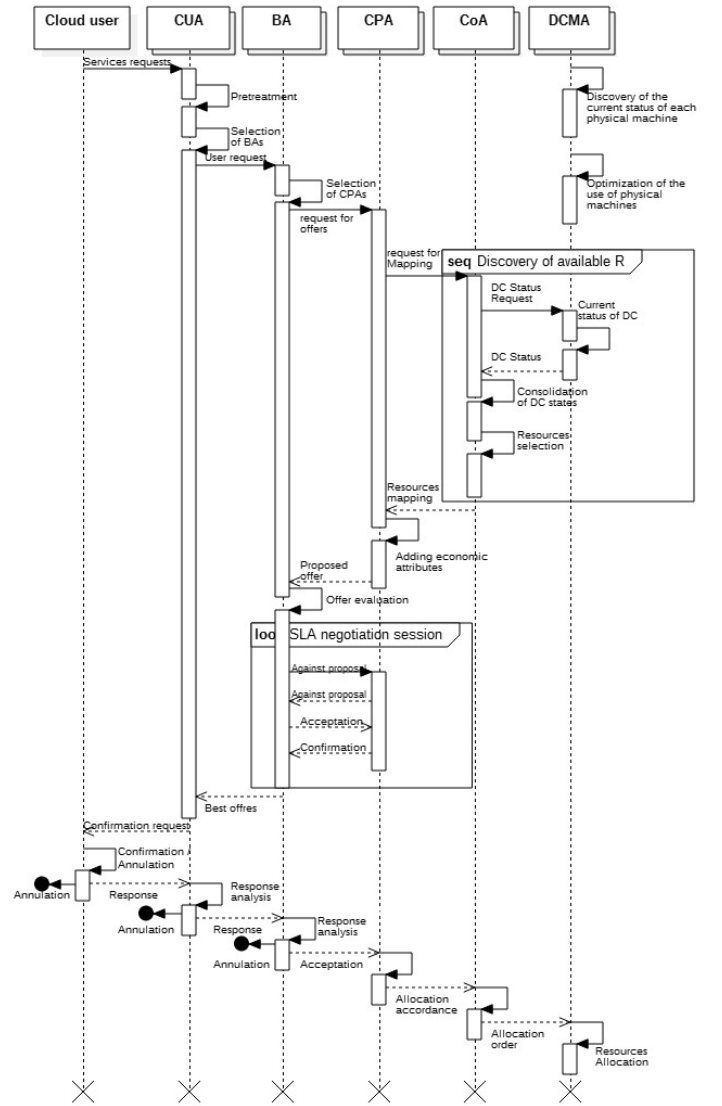 Cloud user
CUA
BA
CPA
CoA
DCMA
Services requests
Pretreatment
Discovery of the
current status of each
physical machine
Selection
of BAs
User request
Selection
of CPAs
Optimization of the
use of physical
machines
request for
offers
request for
Mapping
seq Discovery of available R
DC Status
Request
Current
status of DC
DC Status
Consolidation
of DC states
Resources
selection
Resources
mapping
Adding economic
attributes
Proposed
offer
Offer evaluation
loo SLA negotiation session
Against proposal
Against proposal
Acceptation
Confirmation
Best offres
Confirmation request
Confirmation /
Annulation
Annulation
Response
Response
analysis
Annulation
Response
Response
analysis
Annulation
Acceptation
Allocation
accordance
Allocation
order
Resources
Allocation